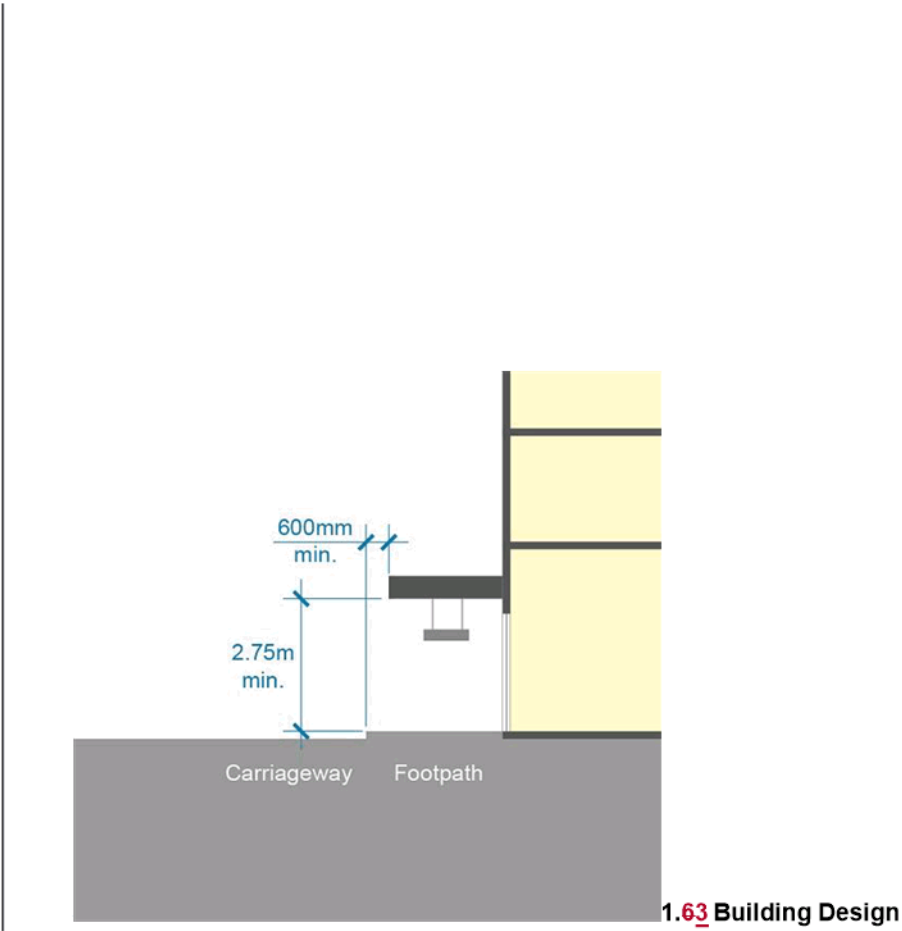 600mm
min.
2.75m
min.
Carriageway Footpath
1.63 Building Design